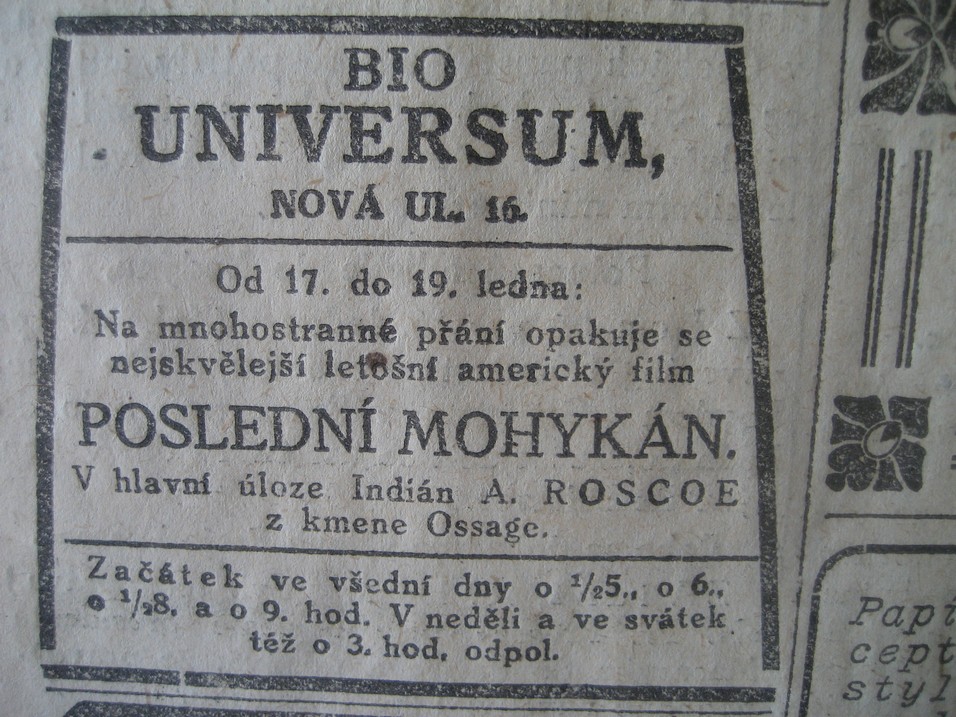 BIO
UNIVERSUM,
NOVÁ UL. 16.
Od 17. do 19. ledna:
Na mnohostranné přání opakuje se
nejskvělejší letošní americký film
POSLEDNÍ MOHYKÁN.
V hlavní úloze Indián A. ROSCOE
z kmene Ossage.
Začátek ve všední dny o ½5., o 6.,
o ½8. a o 9. hod. V neděli a ve svátek
též o 3. hod. odpol.
Papí
cept
styl